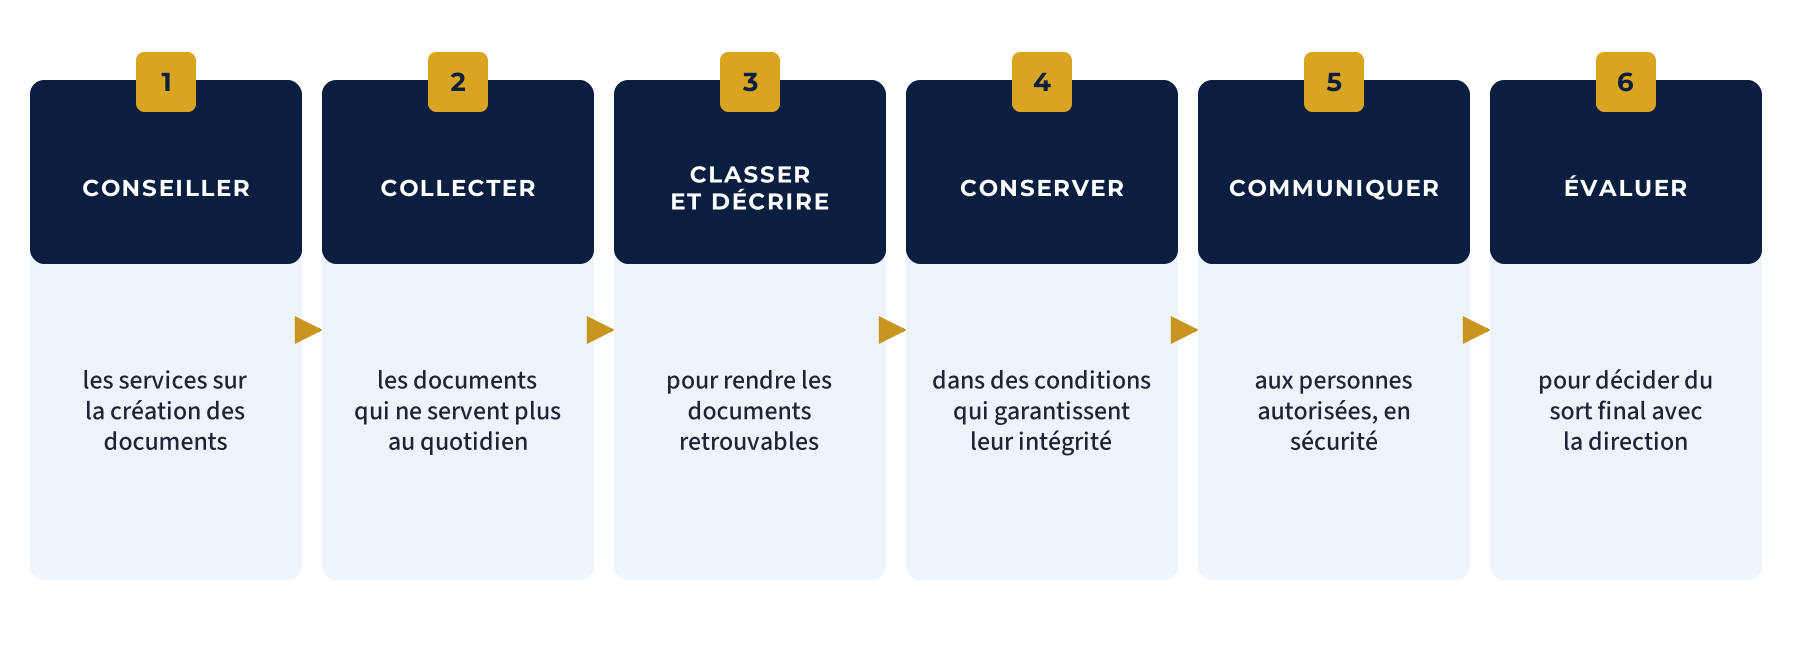 1
CONSEILLER
les services sur
la création des
documents
2
COLLECTER
les documents
qui ne servent plus
au quotidien
3
CLASSER
ET DÉCRIRE
pour rendre les
documents
retrouvables
4
CONSERVER
dans des conditions
qui garantissent
leur intégrité
5
COMMUNIQUER
aux personnes
autorisées, en
sécurité
6
ÉVALUER
pour décider du
sort final avec
la direction